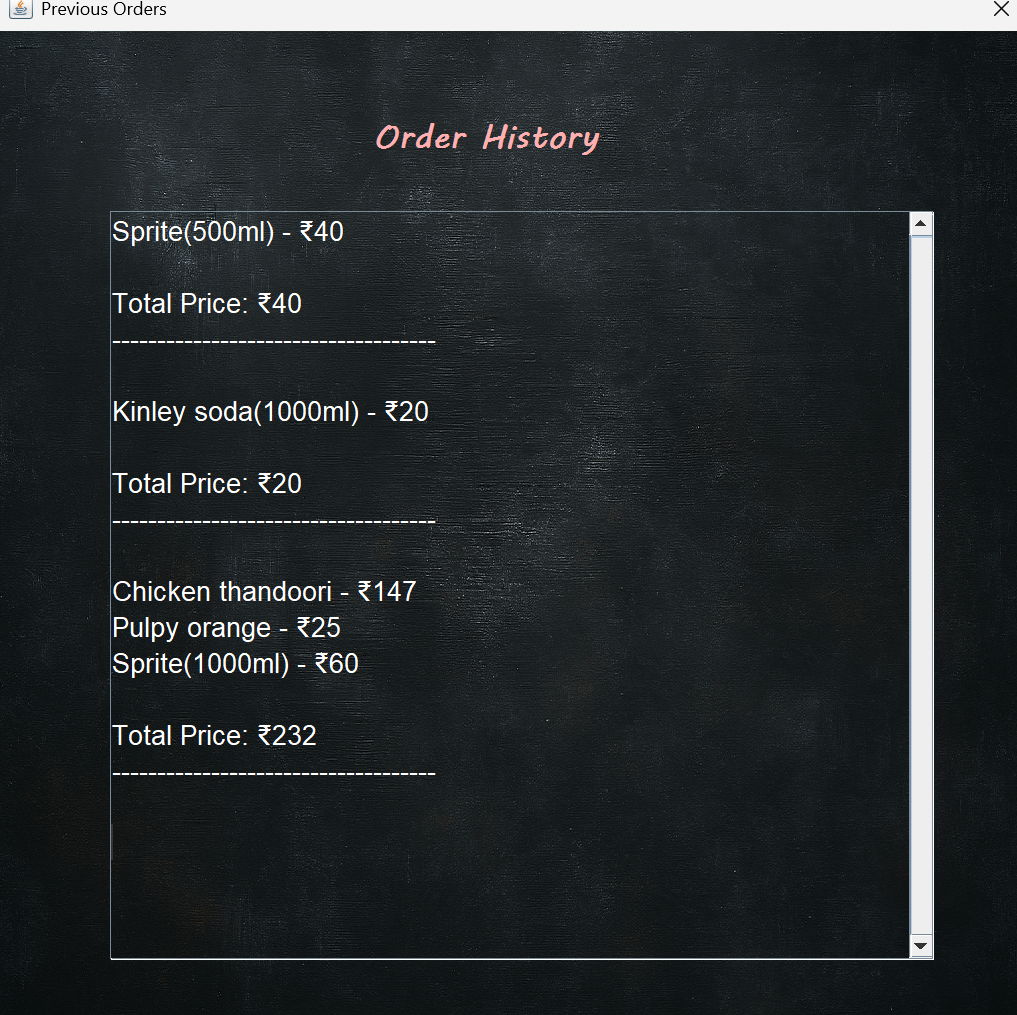 Previous Orders
Order History
Sprite(500ml) - ₹40
Total Price: ₹40
------------------------------------
Kinley soda(1000ml) - ₹20
Total Price: ₹20
------------------------------------
Chicken thandoori - ₹147
Pulpy orange - ₹25
Sprite(1000ml) - ₹60
Total Price: ₹232
------------------------------------